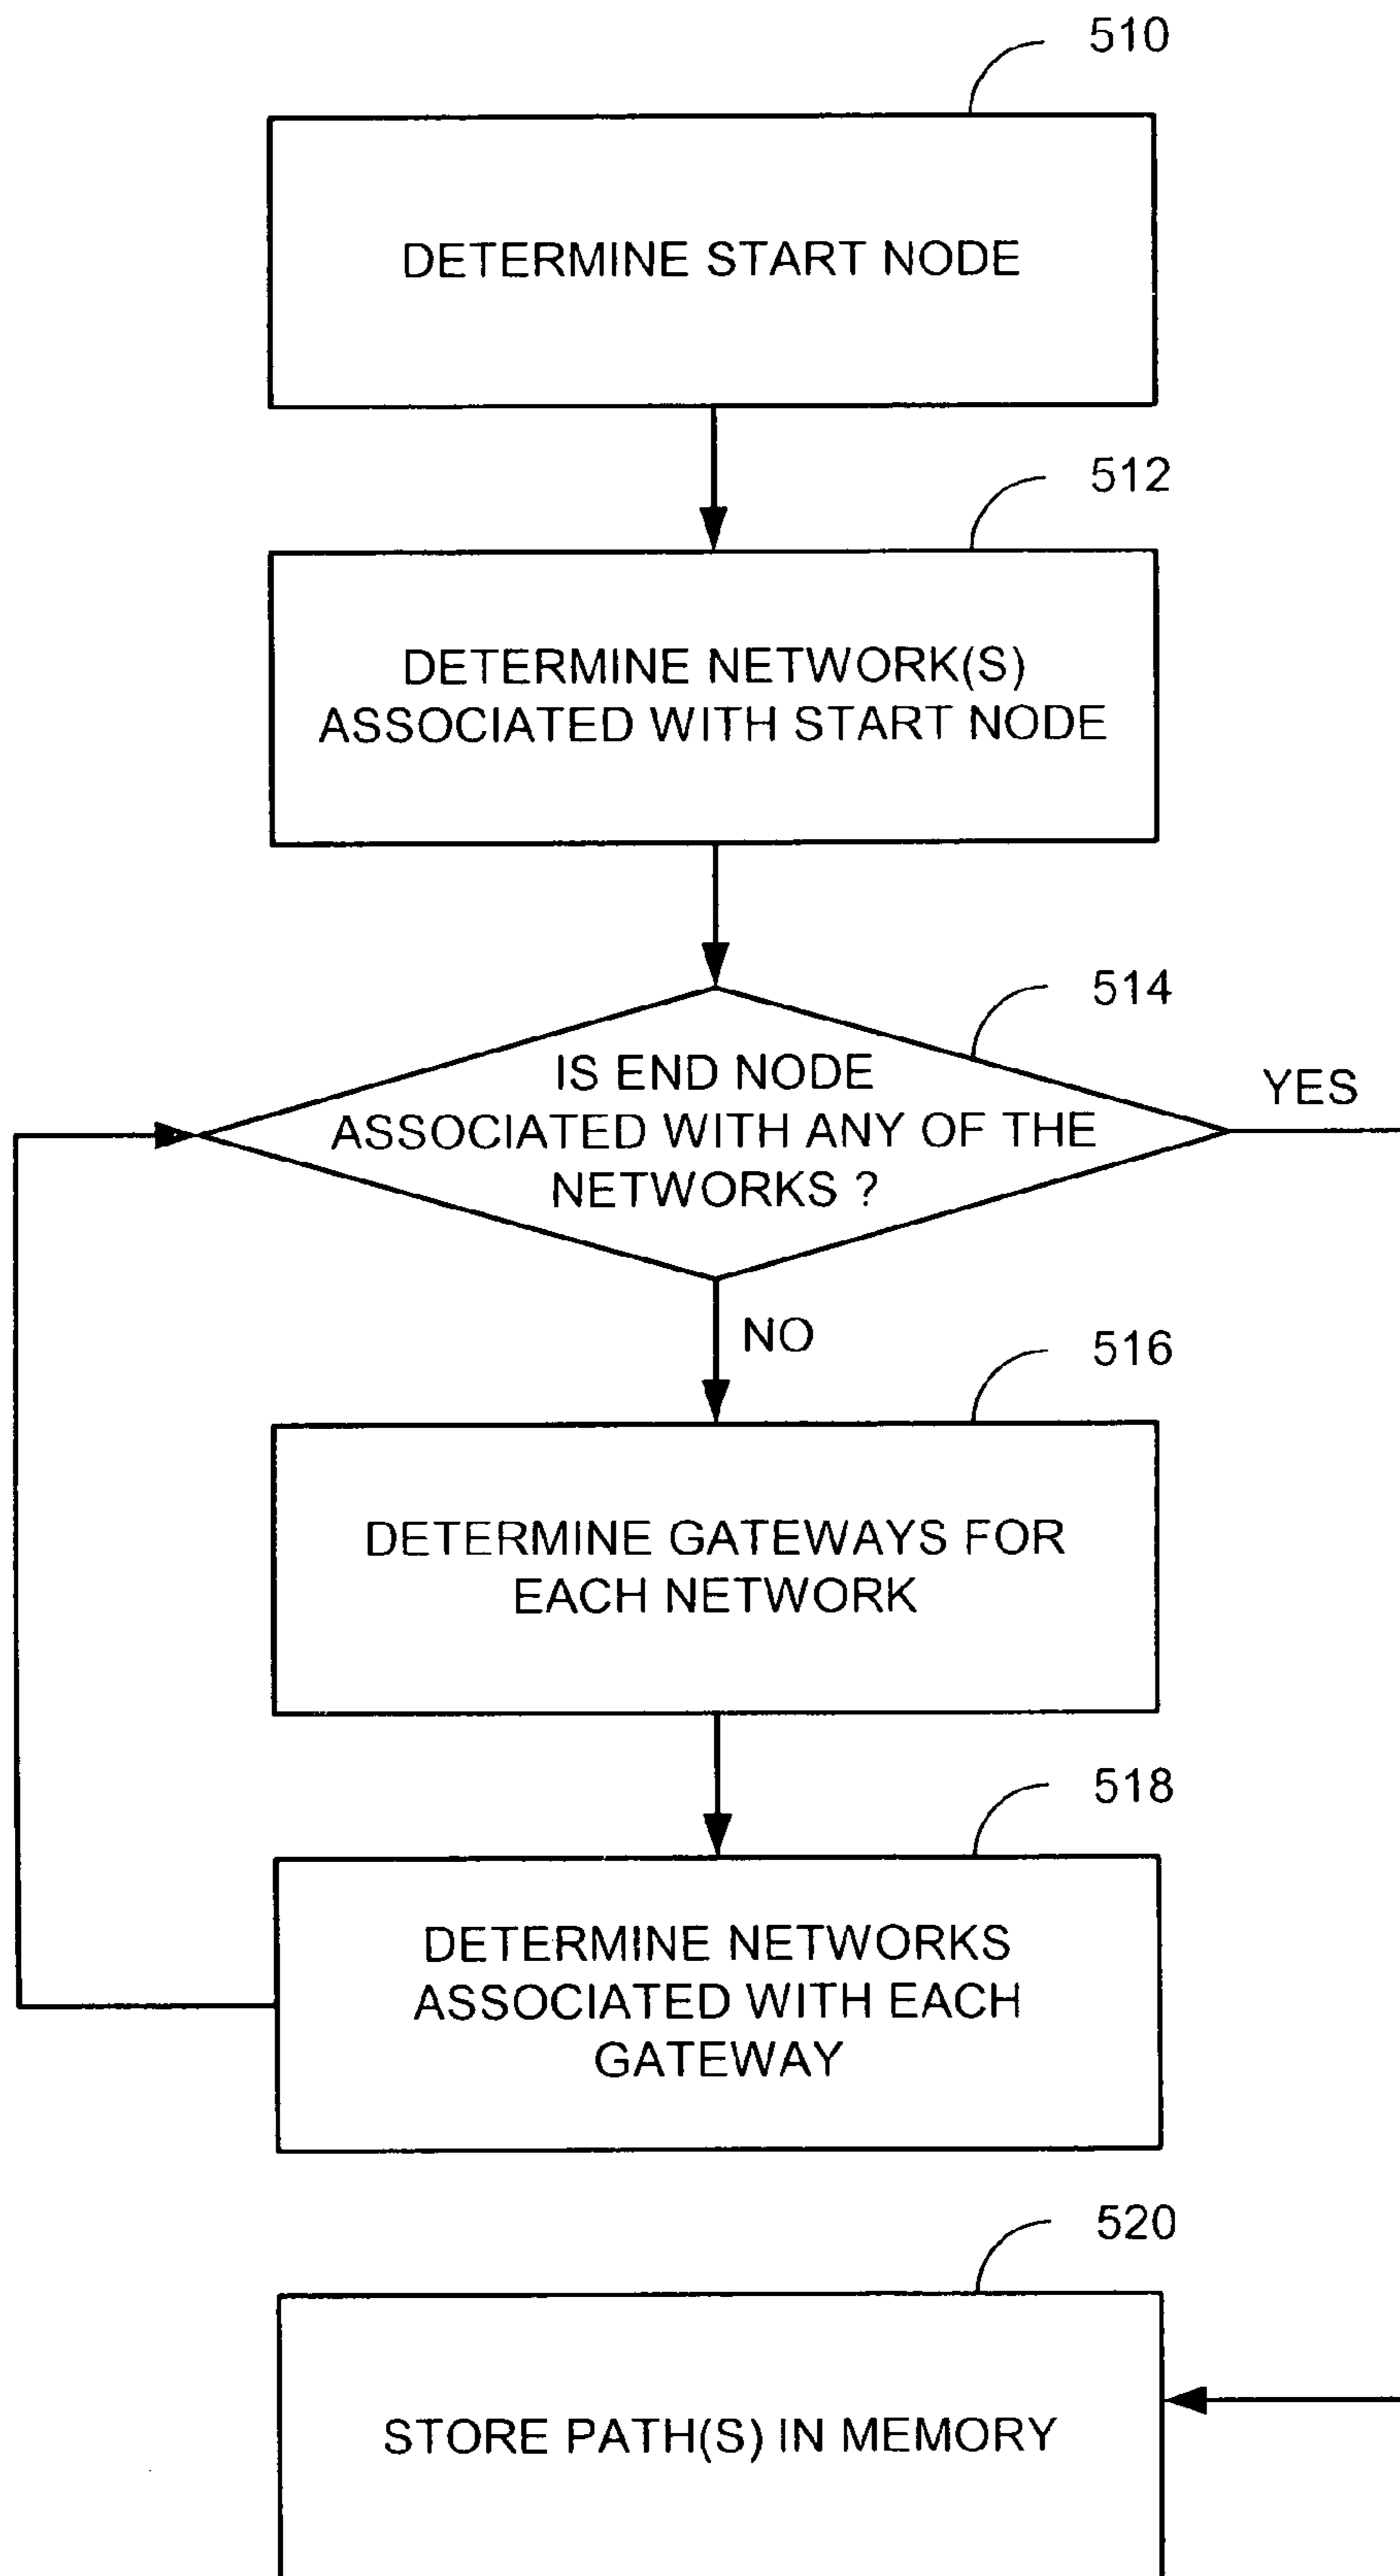 510
DETERMINE START NODE
512
DETERMINE NETWORK(S)
ASSOCIATED WITH START NODE
514
IS END NODE
ASSOCIATED WITH ANY OF THE
NETWORKS ?
YES
NO
516
DETERMINE GATEWAYS FOR
EACH NETWORK
518
DETERMINE NETWORKS
ASSOCIATED WITH EACH
GATEWAY
520
STORE PATH(S) IN MEMORY